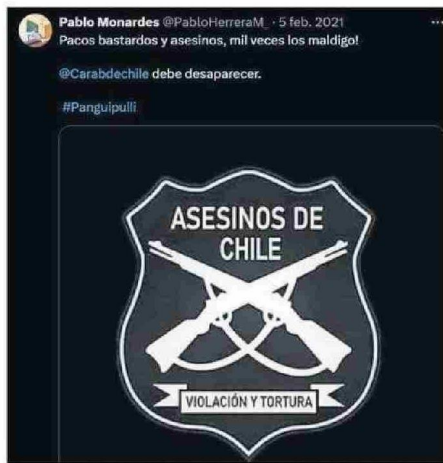 Pablo Monardes @PabloHerreraM_ · 5 feb. 2021
Pacos bastardos y asesinos, mil veces los maldigo!
@Carabdechile debe desaparecer.
#Panguipulli
ASESINOS DE
CHILE
VIOLACIÓN Y TORTURA